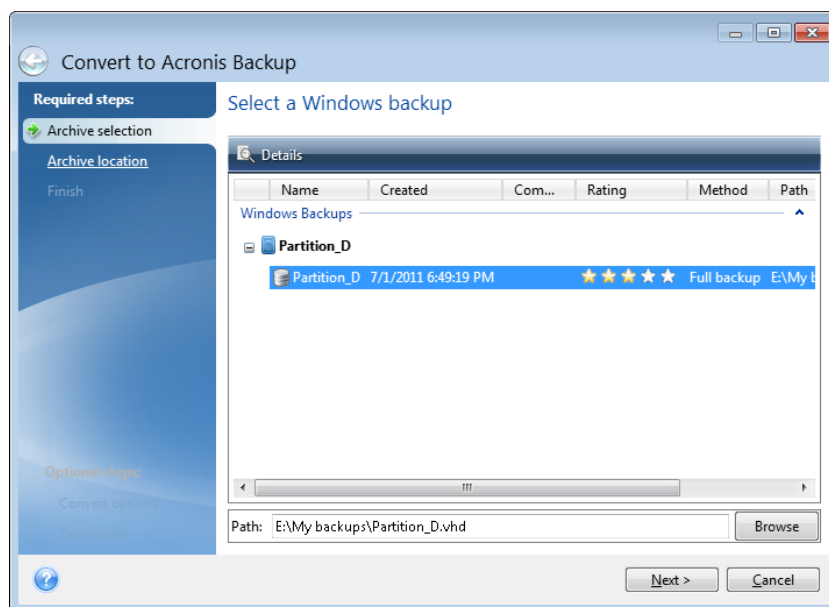 Convert to Acronis Backup
Required steps:
Archive selection
Archive location
Finish
Optional steps:
Convert options
Select a Windows backup
Details
Name Created Com... Rating Method Path
Windows Backups
Partition_D
Partition_D 7/1/2011 6:49:19 PM Full backup E:\My b
Path: E:\My backups\Partition_D.vhd Browse
Next > Cancel